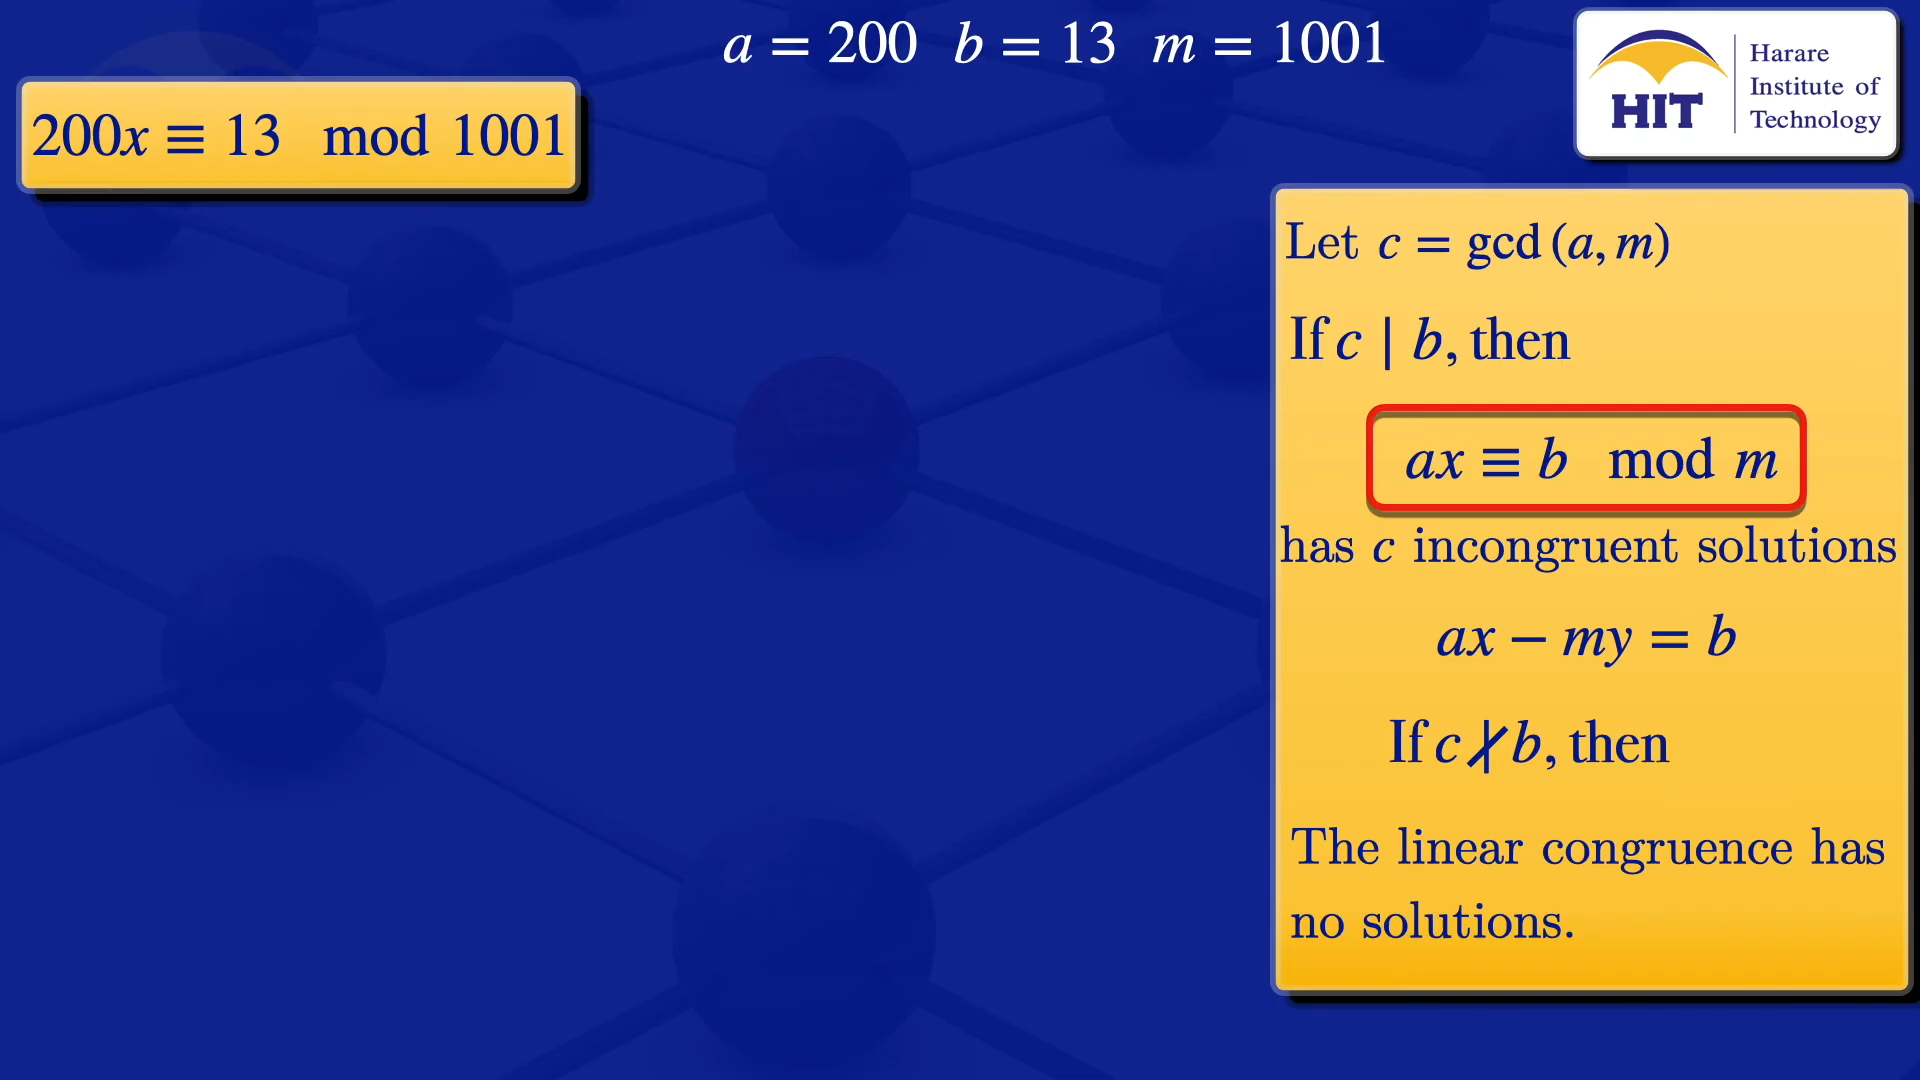 a = 200 b = 13 m = 1001
200x ≡ 13 mod 1001
HIT
Harare
Institute of
Technology
Let c = gcd (a, m)
If c | b, then
ax ≡ b mod m
has c incongruent solutions
ax − my = b
If c ∤ b, then
The linear congruence has
no solutions.